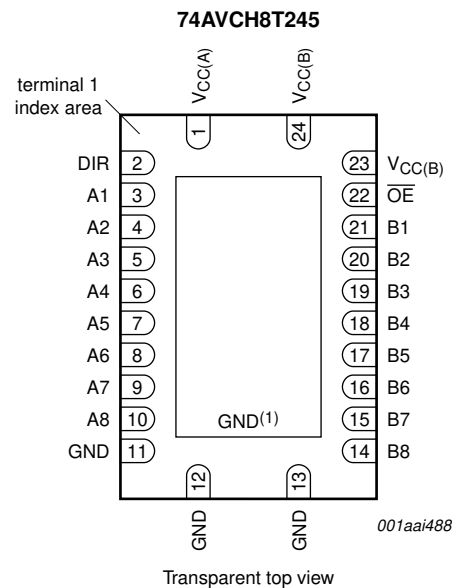 74AVCH8T245
terminal 1
index area
VCC(A)
VCC(B)
1
24
DIR 2
23 VCC(B)
A1 3
22 OE
A2 4
21 B1
A3 5
20 B2
A4 6
19 B3
A5 7
18 B4
A6 8
17 B5
A7 9
16 B6
A8 10
15 B7
GND 11
14 B8
GND(1)
12
13
GND
GND
001aai488
Transparent top view